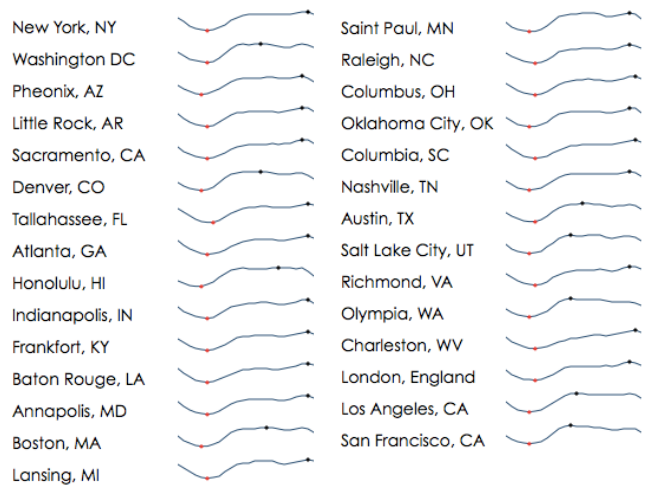 New York, NY
Washington DC
Pheonix, AZ
Little Rock, AR
Sacramento, CA
Denver, CO
Tallahassee, FL
Atlanta, GA
Honolulu, HI
Indianapolis, IN
Frankfort, KY
Baton Rouge, LA
Annapolis, MD
Boston, MA
Lansing, MI
Saint Paul, MN
Raleigh, NC
Columbus, OH
Oklahoma City, OK
Columbia, SC
Nashville, TN
Austin, TX
Salt Lake City, UT
Richmond, VA
Olympia, WA
Charleston, WV
London, England
Los Angeles, CA
San Francisco, CA